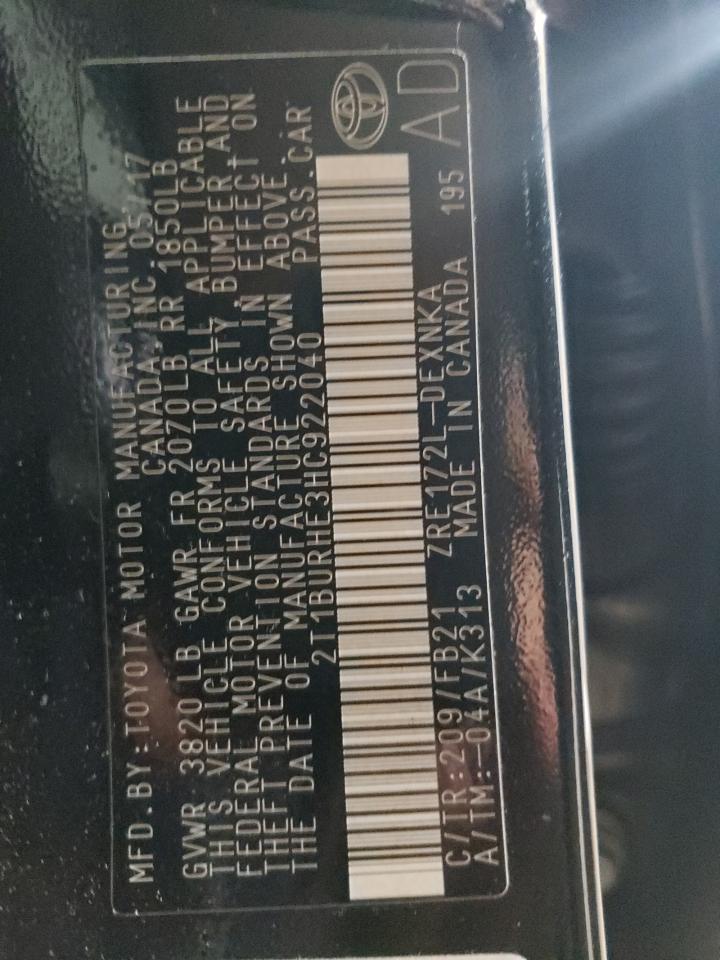 MFD.BY:TOYOTA MOTOR MANUFACTURING
CANADA INC. 05/17
GVWR 3820 LB GAWR FR 2070LB RR 1850LB
THIS VEHICLE CONFORMS TO ALL APPLICABLE
FEDERAL MOTOR VEHICLE SAFETY, BUMPER AND
THEFT PREVENTION STANDARDS IN EFFECT ON
THE DATE OF MANUFACTURE SHOWN ABOVE.
2T1BURHE3HC922040 PASS.CAR
C/TR:209/FB21 ZRE172L-DEXNKA 195
A/TM:-04A/K313 MADE IN CANADA
AD